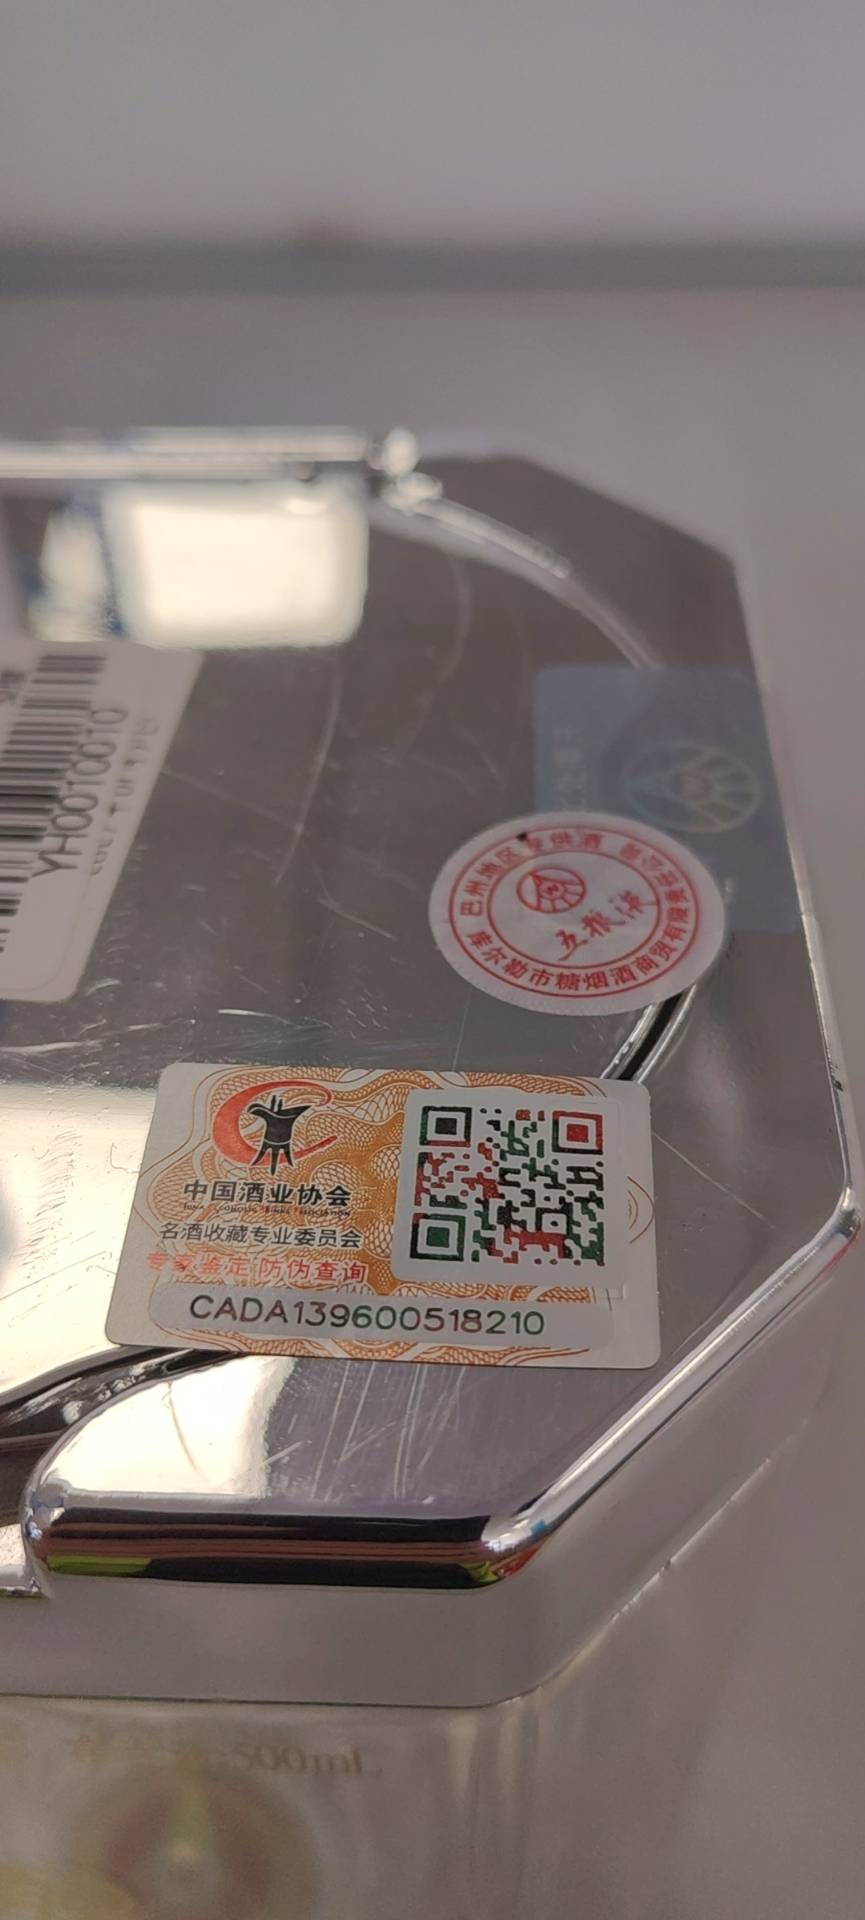 YH0010010
巴州地区专供酒
五粮液
库尔勒市糖烟酒商贸有限责任公司
中国酒业协会
名酒收藏专业委员会
专家鉴定 防伪查询
CADA139600518210
500mL